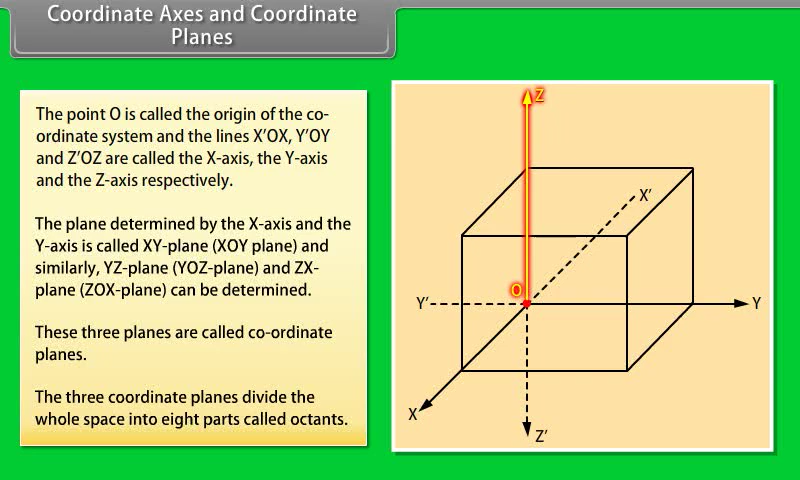 Coordinate Axes and Coordinate
Planes
The point O is called the origin of the co-
ordinate system and the lines X'OX, Y'OY
and Z'OZ are called the X-axis, the Y-axis
and the Z-axis respectively.
The plane determined by the X-axis and the
Y-axis is called XY-plane (XOY plane) and
similarly, YZ-plane (YOZ-plane) and ZX-
plane (ZOX-plane) can be determined.
These three planes are called co-ordinate
planes.
The three coordinate planes divide the
whole space into eight parts called octants.
Z
X'
O
Y'
Y
X
Z'